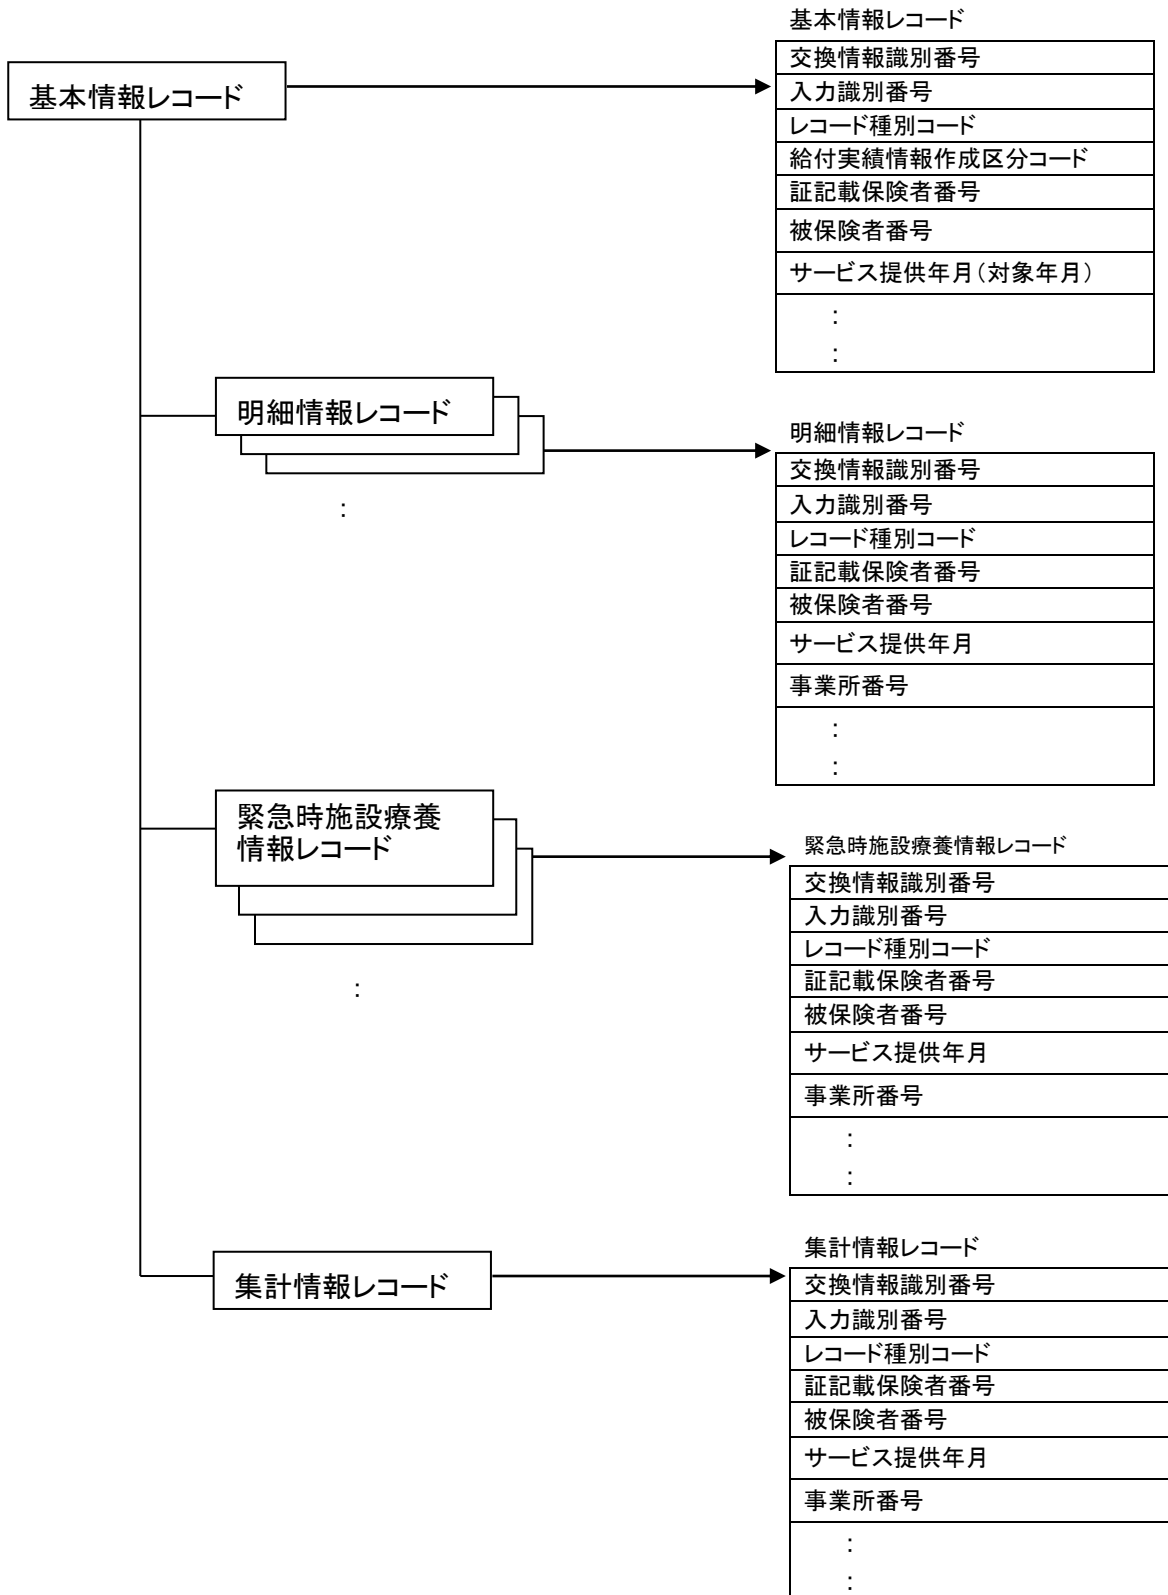 基本情報レコード
基本情報レコード
交換情報識別番号
入力識別番号
レコード種別コード
給付実績情報作成区分コード
証記載保険者番号
被保険者番号
サービス提供年月(対象年月)
:
:
明細情報レコード
:
明細情報レコード
交換情報識別番号
入力識別番号
レコード種別コード
証記載保険者番号
被保険者番号
サービス提供年月
事業所番号
:
:
緊急時施設療養
情報レコード
:
緊急時施設療養情報レコード
交換情報識別番号
入力識別番号
レコード種別コード
証記載保険者番号
被保険者番号
サービス提供年月
事業所番号
:
:
集計情報レコード
集計情報レコード
交換情報識別番号
入力識別番号
レコード種別コード
証記載保険者番号
被保険者番号
サービス提供年月
事業所番号
:
: